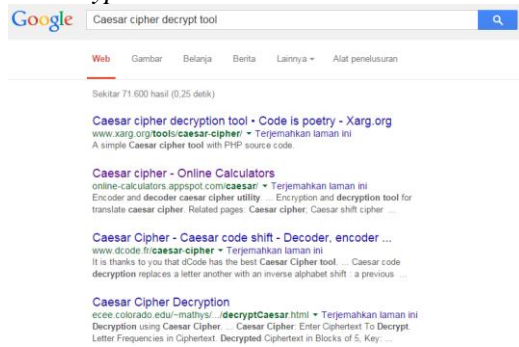 Google Caesar cipher decrypt tool
Web Gambar Belanja Berita Lainnya Alat penelusuran
Sekitar 71.600 hasil (0,25 detik)
Caesar cipher decryption tool • Code is poetry - Xarg.org
www.xarg.org/tools/caesar-cipher/ Terjemahkan laman ini
A simple Caesar cipher tool with PHP source code.
Caesar cipher - Online Calculators
online-calculators.appspot.com/caesar/ Terjemahkan laman ini
Encoder and decoder caesar cipher utility. ... Encryption and decryption tool for
translate caesar cipher. Related pages: Caesar cipher; Caesar shift cipher ...
Caesar Cipher - Caesar code shift - Decoder, encoder ...
www.dcode.fr/caesar-cipher Terjemahkan laman ini
It is thanks to you that dCode has the best Caesar Cipher tool. ... Caesar code
decryption replaces a letter another with an inverse alphabet shift : a previous ...
Caesar Cipher Decryption
ecee.colorado.edu/~mathys/.../decryptCaesar.html Terjemahkan laman ini
Decryption using Caesar Cipher. ... Caesar Cipher: Enter Ciphertext To Decrypt.
Letter Frequencies in Ciphertext. Decrypted Ciphertext in Blocks of 5, Key: ...